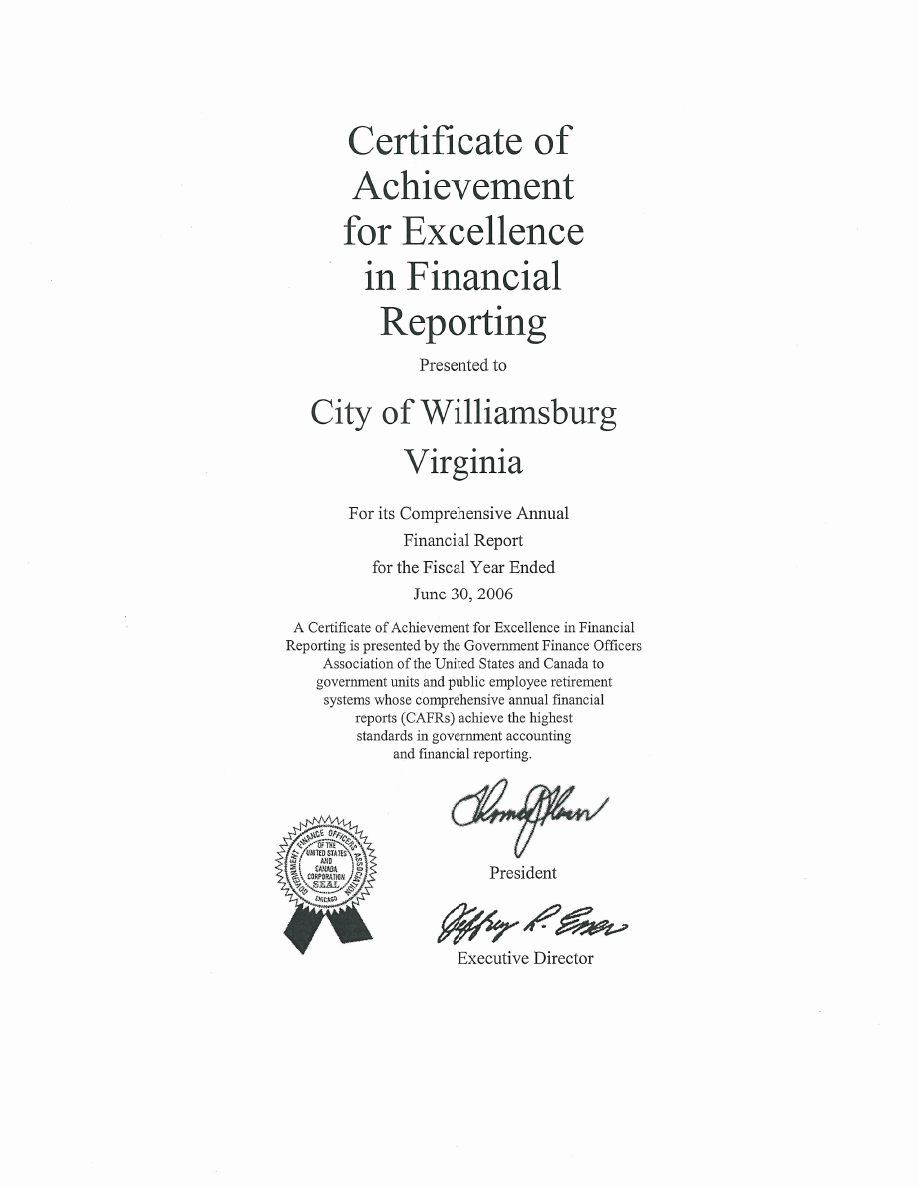 Certificate of
Achievement
for Excellence
in Financial
Reporting
Presented to
City of Williamsburg
Virginia
For its Comprehensive Annual
Financial Report
for the Fiscal Year Ended
June 30, 2006
A Certificate of Achievement for Excellence in Financial
Reporting is presented by the Government Finance Officers
Association of the United States and Canada to
government units and public employee retirement
systems whose comprehensive annual financial
reports (CAFRs) achieve the highest
standards in government accounting
and financial reporting.
President
Jeffrey R.
Executive Director
GOVERNMENT FINANCE OFFICERS ASSOCIATION
OF THE
UNITED STATES
AND
CANADA
CORPORATION
SEAL
CHICAGO